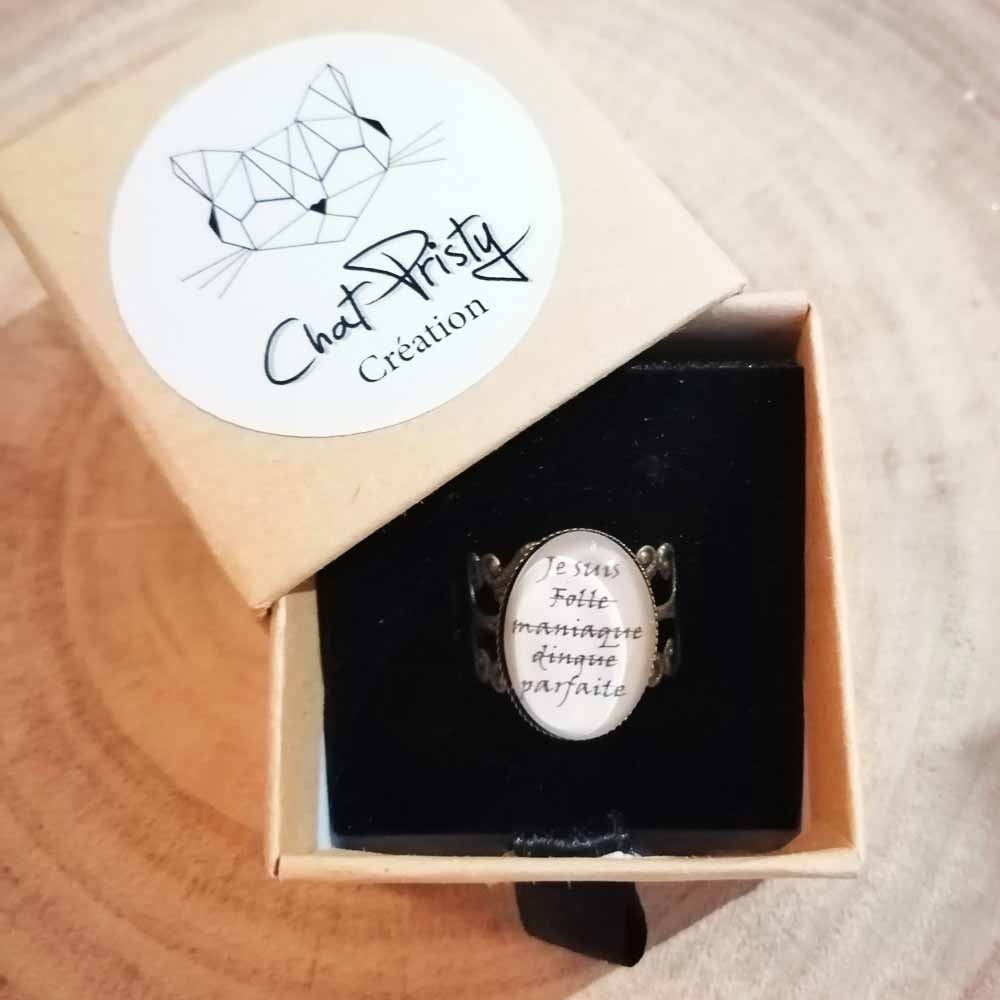 Chat Pristy
Création
Je suis
Folle
maniaque
dingue
parfaite